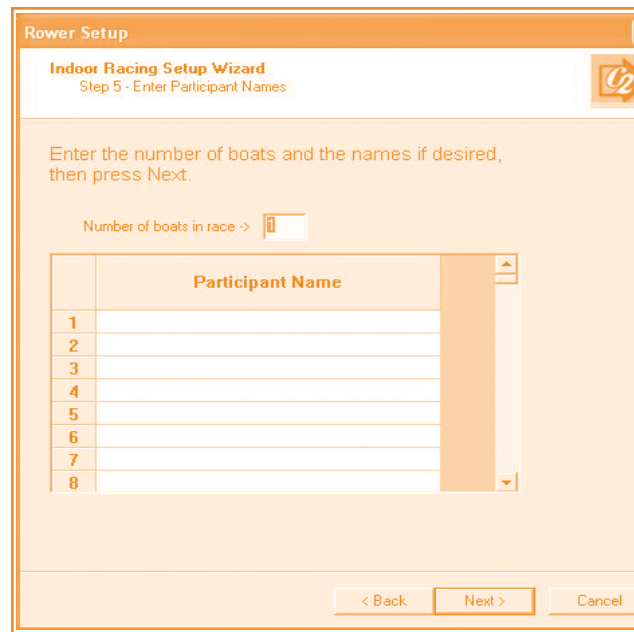 Rower Setup
Indoor Racing Setup Wizard
Step 5 - Enter Participant Names
C2
Enter the number of boats and the names if desired,
then press Next.
Number of boats in race -> 1
Participant Name
1
2
3
4
5
6
7
8
< Back Next > Cancel